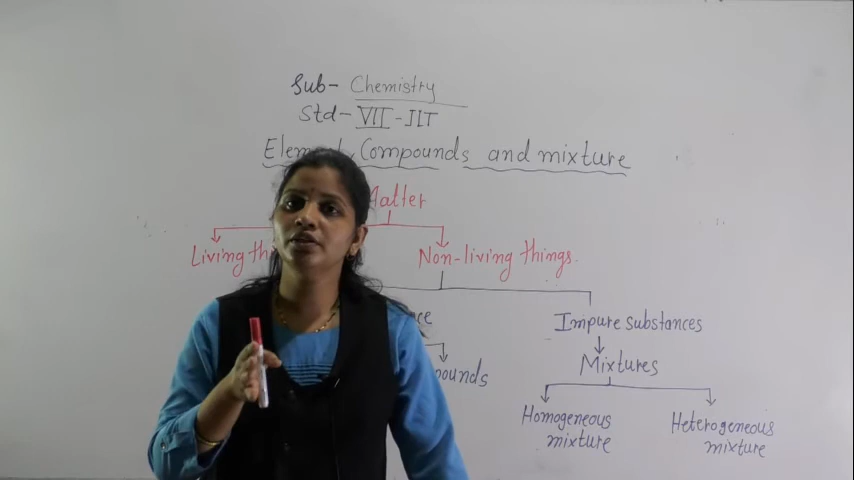 Sub- Chemistry
Std- VII - IIT
Compounds and mixture
Living
Non-living things.
Impure substances
Mixtures
Homogeneous
mixture
Heterogeneous
mixture